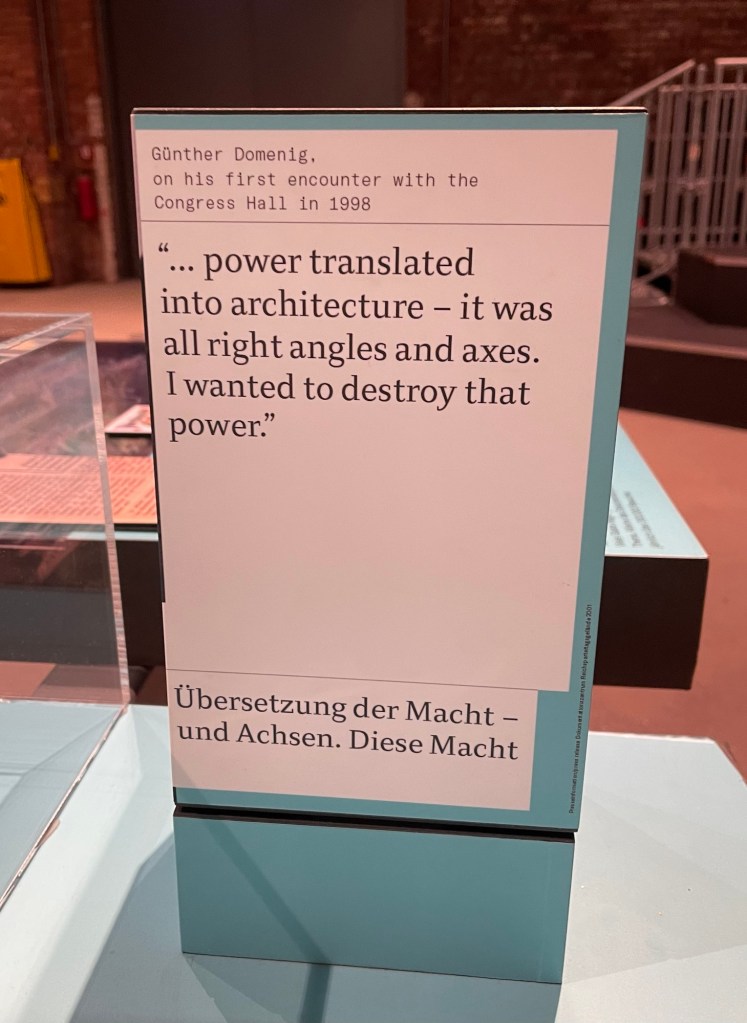 Günther Domenig,
on his first encounter with the
Congress Hall in 1998
“... power translated
into architecture – it was
all right angles and axes.
I wanted to destroy that
power.”
Übersetzung der Macht –
und Achsen. Diese Macht